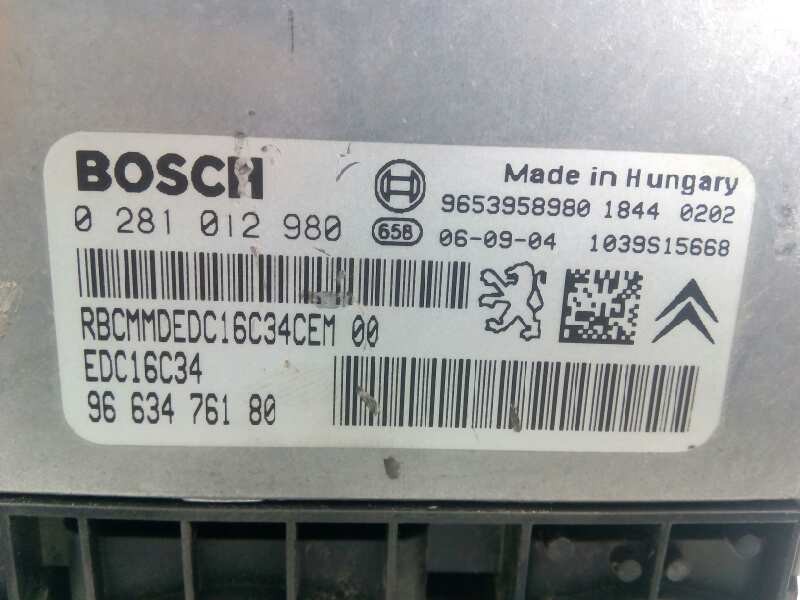 BOSCH
Made in Hungary
0 281 012 980
9653958980 1844 0202
65B 06-09-04 1039S15668
RBCMMDEDC16C34CEM 00
EDC16C34
96 634 761 80